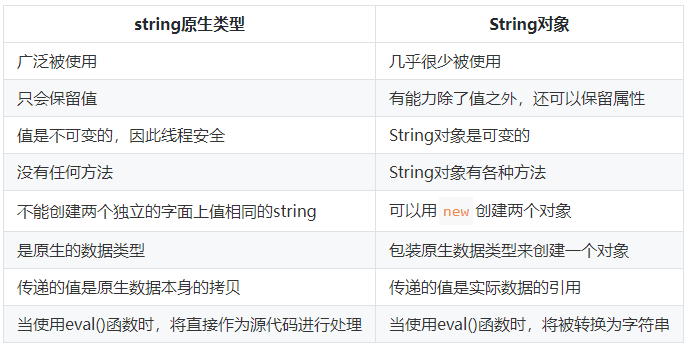 string原生类型 String对象
广泛被使用 几乎很少被使用
只会保留值 有能力除了值之外，还可以保留属性
值是不可变的，因此线程安全 String对象是可变的
没有任何方法 String对象有各种方法
不能创建两个独立的字面上值相同的string 可以用 new 创建两个对象
是原生的数据类型 包装原生数据类型来创建一个对象
传递的值是原生数据本身的拷贝 传递的值是实际数据的引用
当使用eval()函数时，将直接作为源代码进行处理 当使用eval()函数时，将被转换为字符串